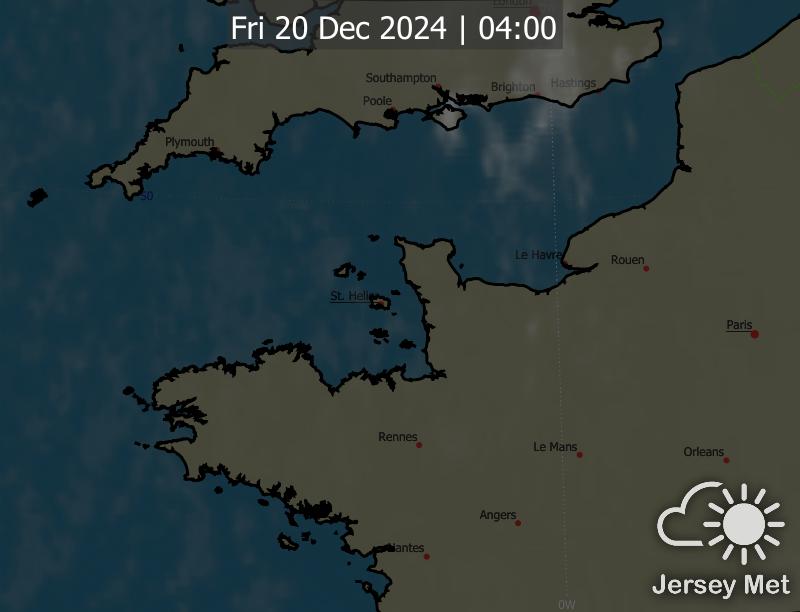 London
Fri 20 Dec 2024 | 04:00
Southampton
Brighton
Hastings
Poole
Plymouth
50
Le Havre
Rouen
St. Helier
Paris
Rennes
Le Mans
Orleans
Angers
Nantes
Jersey Met
0W